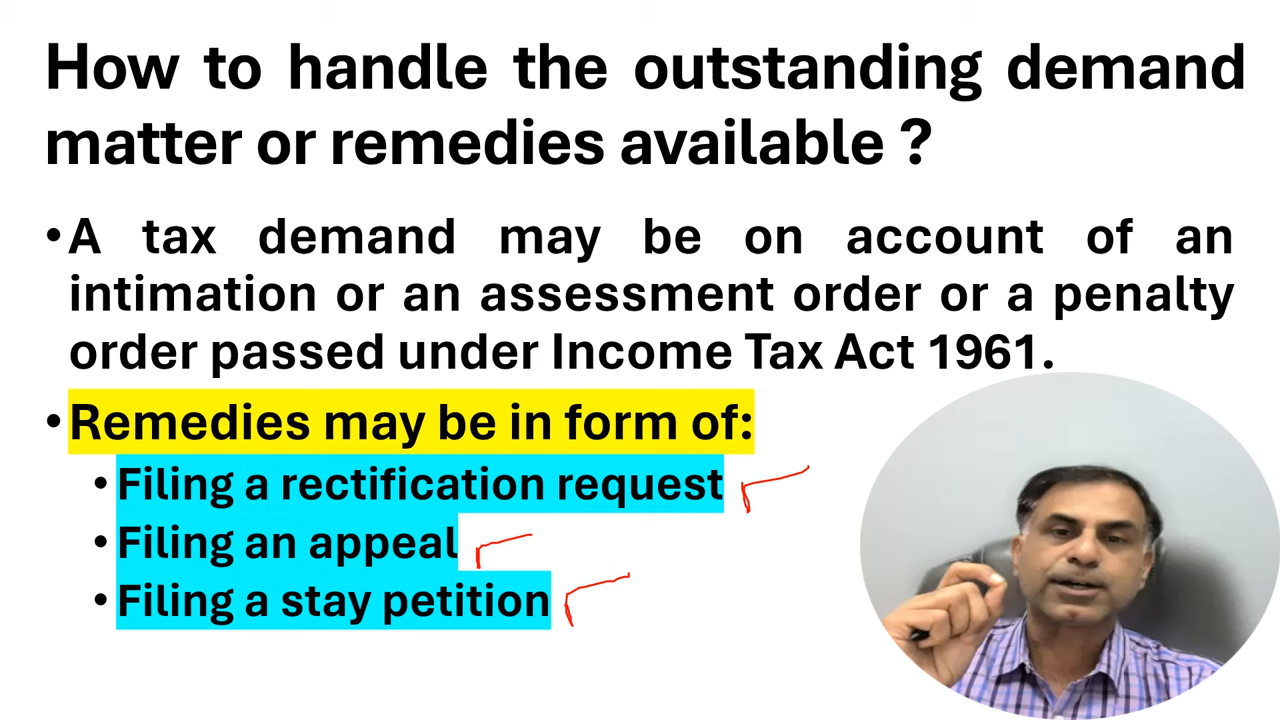 How to handle the outstanding demand
matter or remedies available ?
• A tax demand may be on account of an
intimation or an assessment order or a penalty
order passed under Income Tax Act 1961.
• Remedies may be in form of:
• Filing a rectification request
• Filing an appeal
• Filing a stay petition